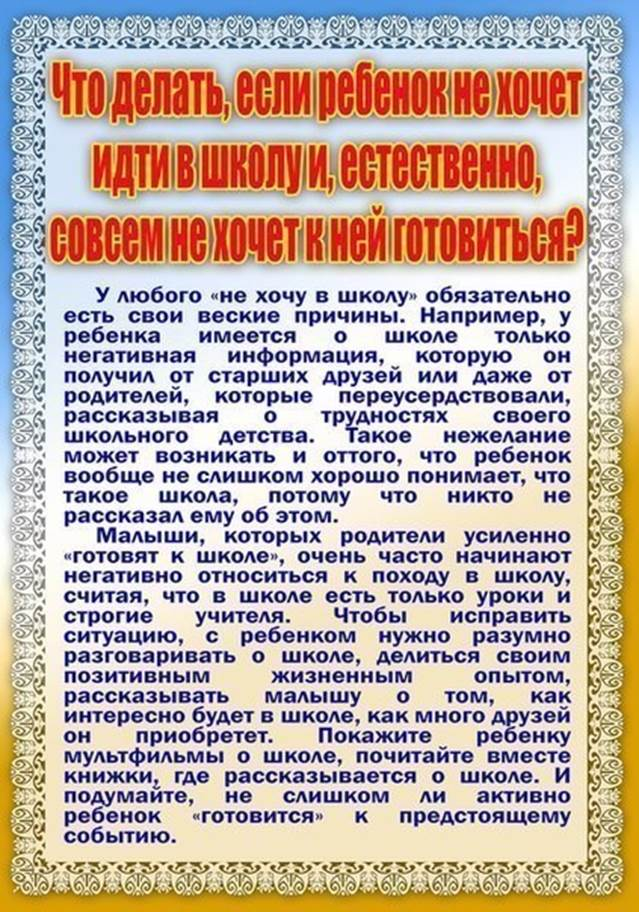 Что делать, если ребенок не хочет
идти в школу и, естественно,
совсем не хочет к ней готовиться?
У любого «не хочу в школу» обязательно
есть свои веские причины. Например, у
ребенка имеется о школе только
негативная информация, которую он
получил от старших друзей или даже от
родителей, которые переусердствовали,
рассказывая о трудностях своего
школьного детства. Такое нежелание
может возникать и оттого, что ребенок
вообще не слишком хорошо понимает, что
такое школа, потому что никто не
рассказал ему об этом.
Малыши, которых родители усиленно
«готовят к школе», очень часто начинают
негативно относиться к походу в школу,
считая, что в школе есть только уроки и
строгие учителя. Чтобы исправить
ситуацию, с ребенком нужно разумно
разговаривать о школе, делиться своим
позитивным жизненным опытом,
рассказывать малышу о том, как
интересно будет в школе, как много друзей
он приобретет. Покажите ребенку
мультфильмы о школе, почитайте вместе
книжки, где рассказывается о школе. И
подумайте, не слишком ли активно
ребенок «готовится» к предстоящему
событию.